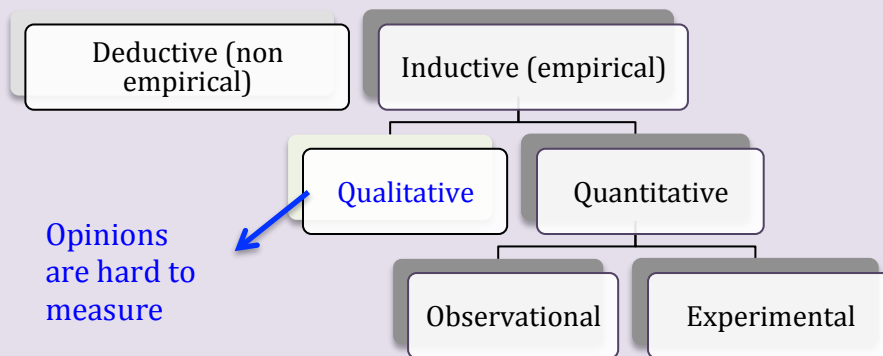 Deductive (non
empirical)
Inductive (empirical)
Qualitative
Quantitative
Opinions
are hard to
measure
Observational
Experimental